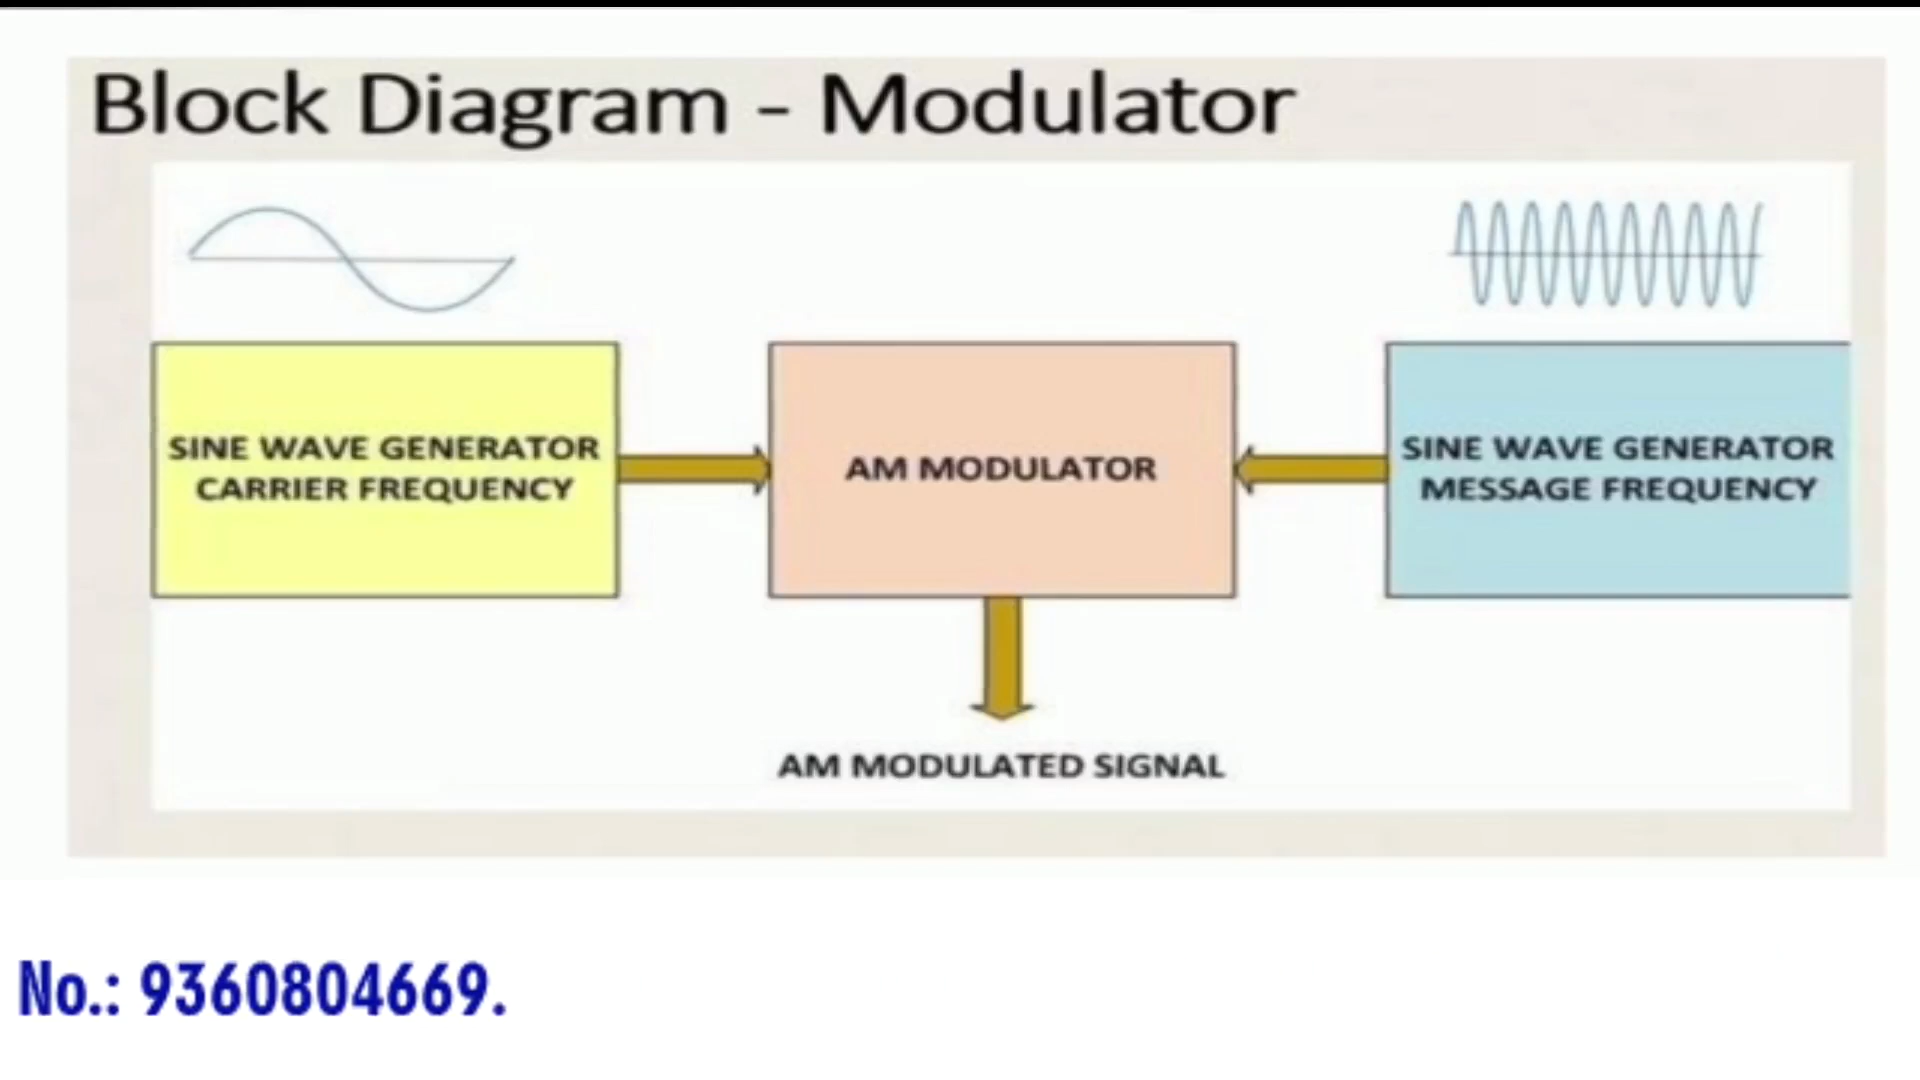 Block Diagram - Modulator
SINE WAVE GENERATOR
CARRIER FREQUENCY
AM MODULATOR
SINE WAVE GENERATOR
MESSAGE FREQUENCY
AM MODULATED SIGNAL
No.: 9360804669.